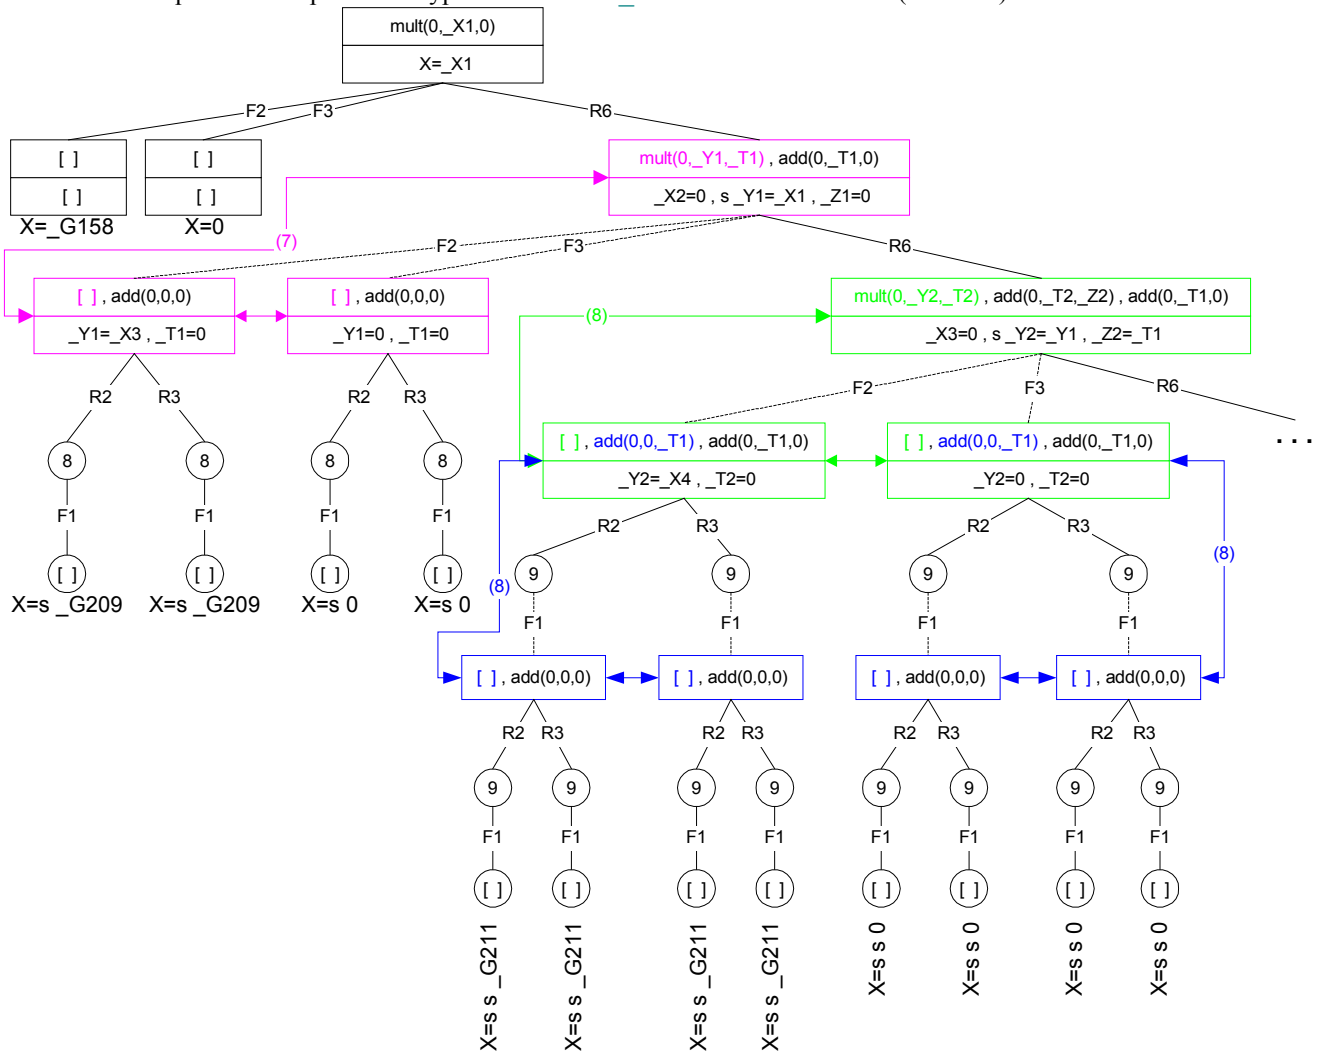 mult(0,_X1,0)
X=_X1
F2 F3 R6
[ ] [ ] mult(0,_Y1,_T1) , add(0,_T1,0)
[ ] [ ] _X2=0 , s _Y1=_X1 , _Z1=0
X=_G158 X=0
(7) F2 F3 R6
[ ] , add(0,0,0) [ ] , add(0,0,0) mult(0,_Y2,_T2) , add(0,_T2,_Z2) , add(0,_T1,0)
(8)
_Y1=_X3 , _T1=0 _Y1=0 , _T1=0 _X3=0 , s _Y2=_Y1 , _Z2=_T1
R2 R3 R2 R3 F2 F3 R6
[ ] , add(0,0,_T1) , add(0,_T1,0) [ ] , add(0,0,_T1) , add(0,_T1,0) . . .
8 8 8 8
_Y2=_X4 , _T2=0 _Y2=0 , _T2=0
F1 F1 F1 F1 R2 R3 R2 R3
(8)
[ ] [ ] [ ] [ ] 9 9 9 9
(8)
X=s _G209 X=s _G209 X=s 0 X=s 0
F1 F1 F1 F1
[ ] , add(0,0,0) [ ] , add(0,0,0) [ ] , add(0,0,0) [ ] , add(0,0,0)
R2 R3 R2 R3 R2 R3 R2 R3
9 9 9 9 9 9 9 9
F1 F1 F1 F1 F1 F1 F1 F1
[ ] [ ] [ ] [ ] [ ] [ ] [ ] [ ]
X=s s _G211 X=s s _G211 X=s s _G211 X=s s _G211 X=s s 0 X=s s 0 X=s s 0 X=s s 0